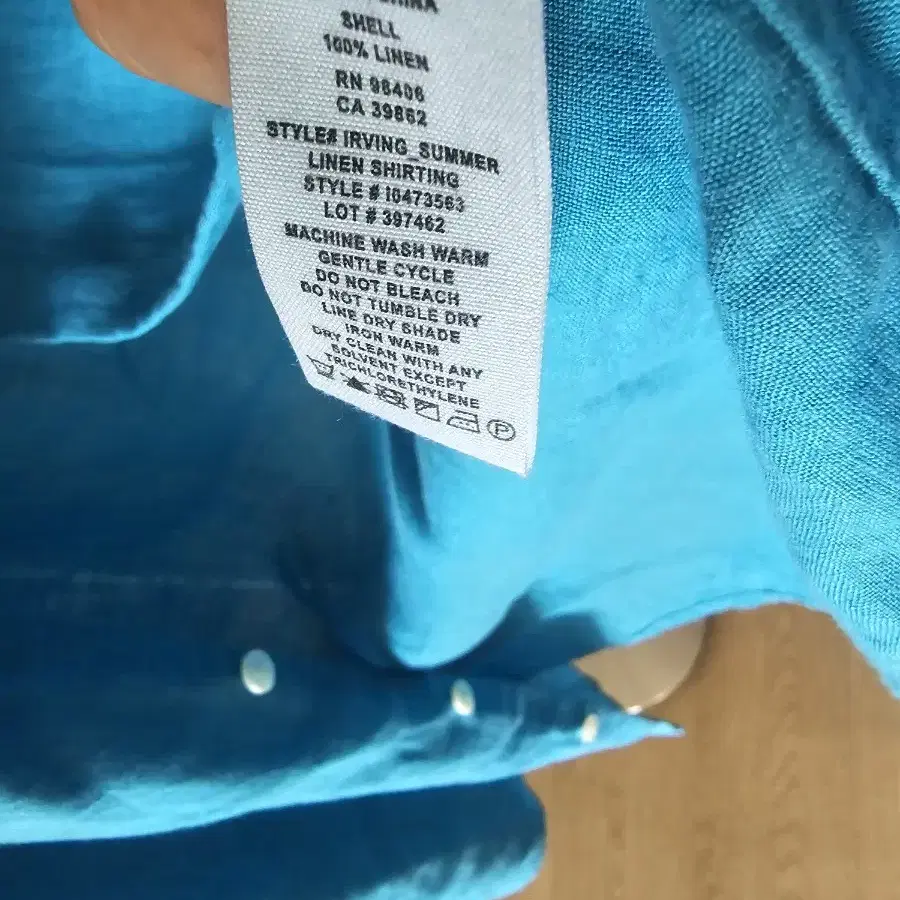 CHINA
SHELL
100% LINEN
RN 98406
CA 39862
STYLE# IRVING_SUMMER
LINEN SHIRTING
STYLE # I0473563
LOT # 397462
MACHINE WASH WARM
GENTLE CYCLE
DO NOT BLEACH
DO NOT TUMBLE DRY
LINE DRY SHADE
IRON WARM
DRY CLEAN WITH ANY
SOLVENT EXCEPT
TRICHLORETHYLENE
P